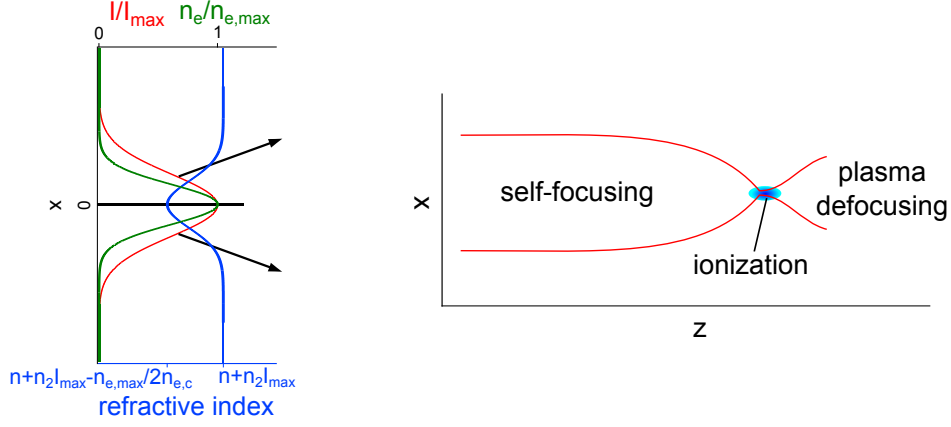 I/Imax
ne/ne,max
0
1
x
0
n+n2Imax-ne,max/2ne,c
n+n2Imax
refractive index
x
self-focusing
plasma
defocusing
ionization
z